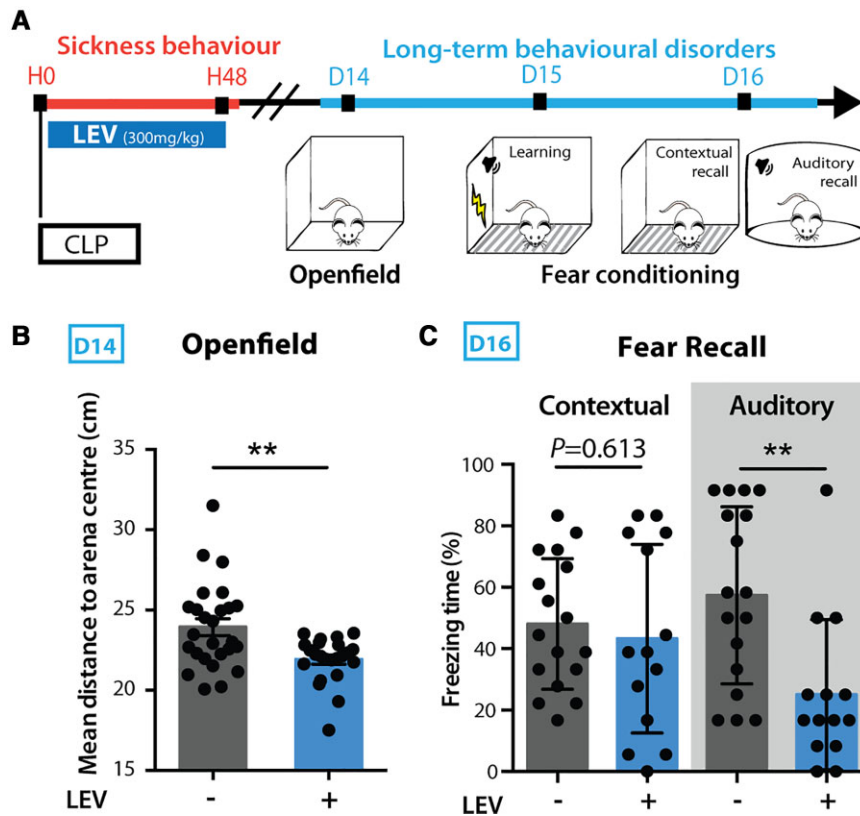 A
Sickness behaviour
Long-term behavioural disorders
H0
H48
D14
D15
D16
LEV (300mg/kg)
CLP
Learning
Contextual
recall
Auditory
recall
Openfield
Fear conditioning
B
D14
Openfield
Mean distance to arena centre (cm)
35
30
25
20
15
**
LEV
-
+
C
D16
Fear Recall
Contextual
Auditory
P=0.613
**
Freezing time (%)
100
80
60
40
20
0
LEV
-
+
-
+